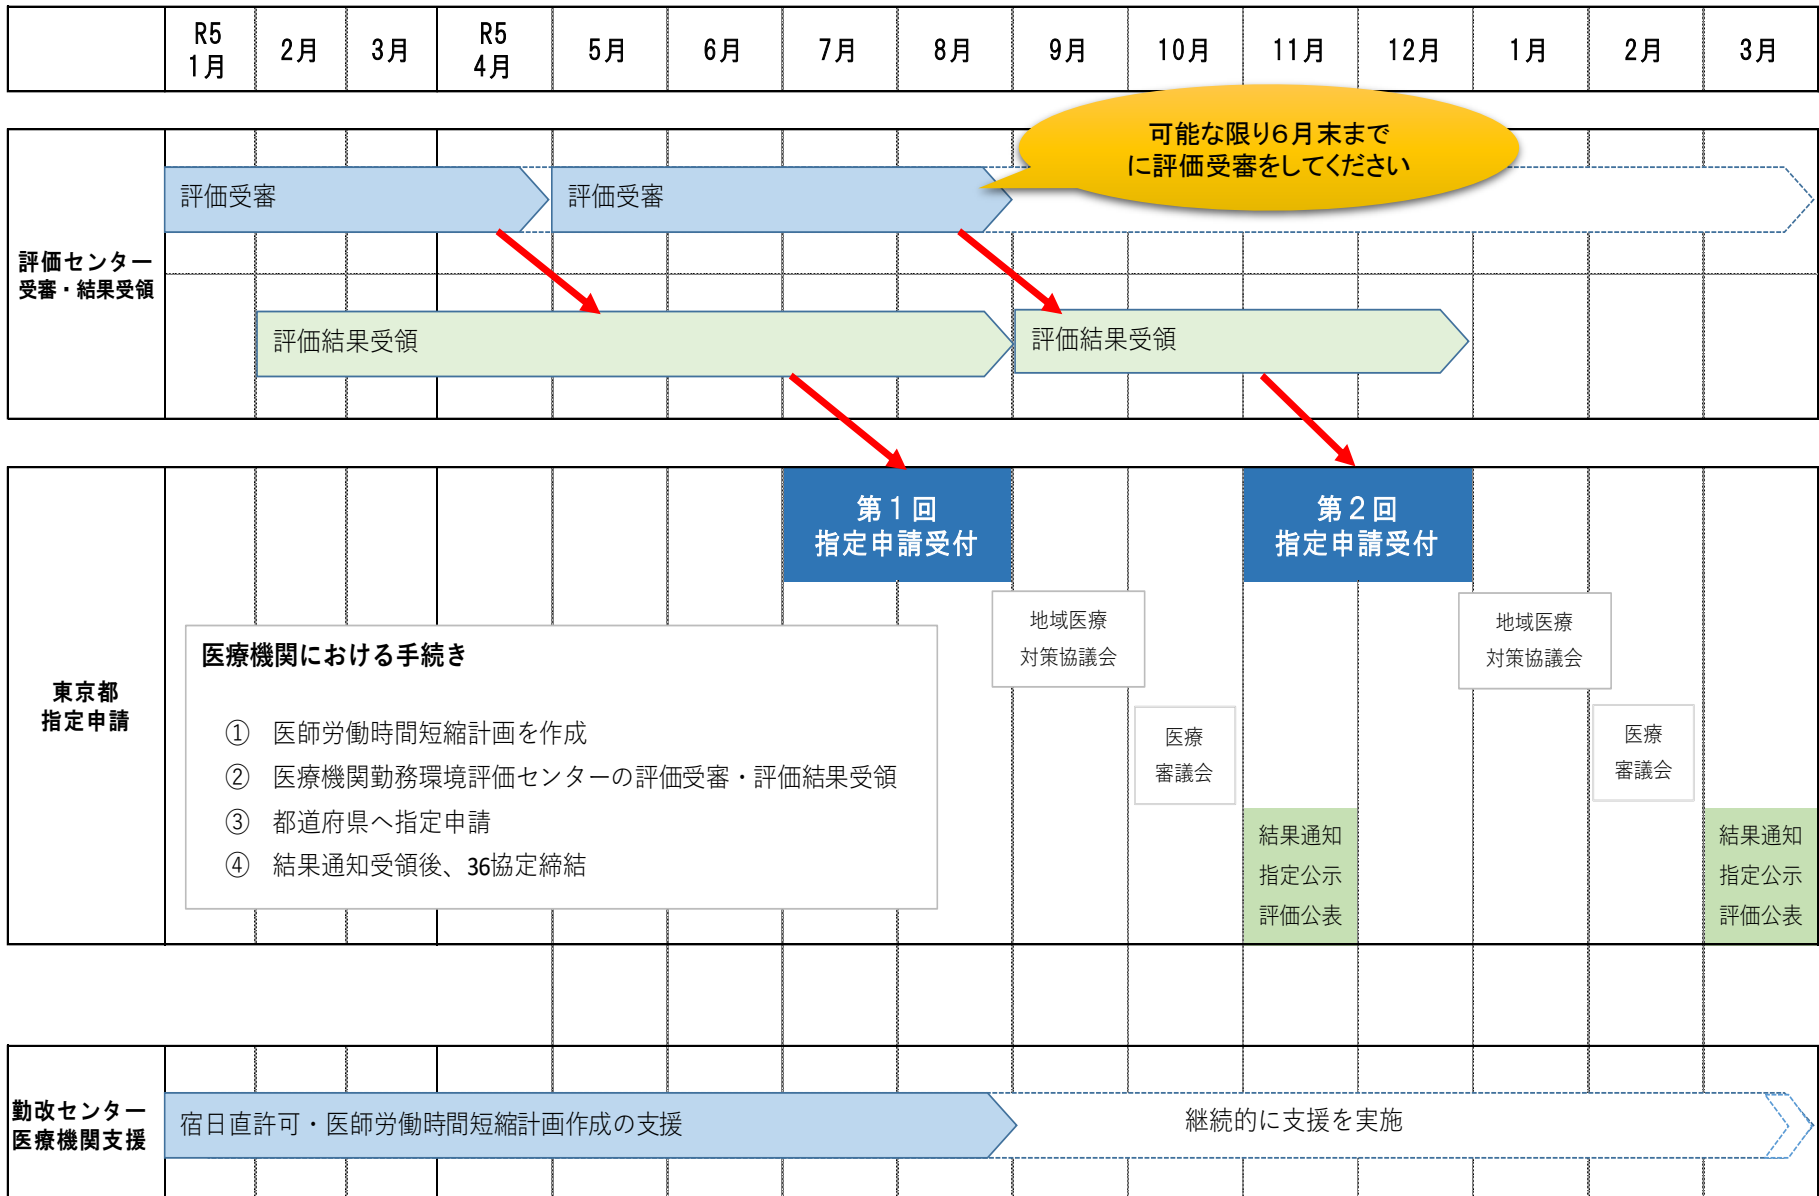 R5
1月
2月
3月
R5
4月
5月
6月
7月
8月
9月
10月
11月
12月
1月
2月
3月
可能な限り6月末まで
に評価受審をしてください
評価受審
評価受審
評価センター
受審・結果受領
評価結果受領
評価結果受領
第1回
指定申請受付
第2回
指定申請受付
地域医療
対策協議会
地域医療
対策協議会
医療機関における手続き
東京都
指定申請
① 医師労働時間短縮計画を作成
② 医療機関勤務環境評価センターの評価受審・評価結果受領
③ 都道府県へ指定申請
④ 結果通知受領後、36協定締結
医療
審議会
医療
審議会
結果通知
指定公示
評価公表
結果通知
指定公示
評価公表
勤改センター
医療機関支援
宿日直許可・医師労働時間短縮計画作成の支援
継続的に支援を実施